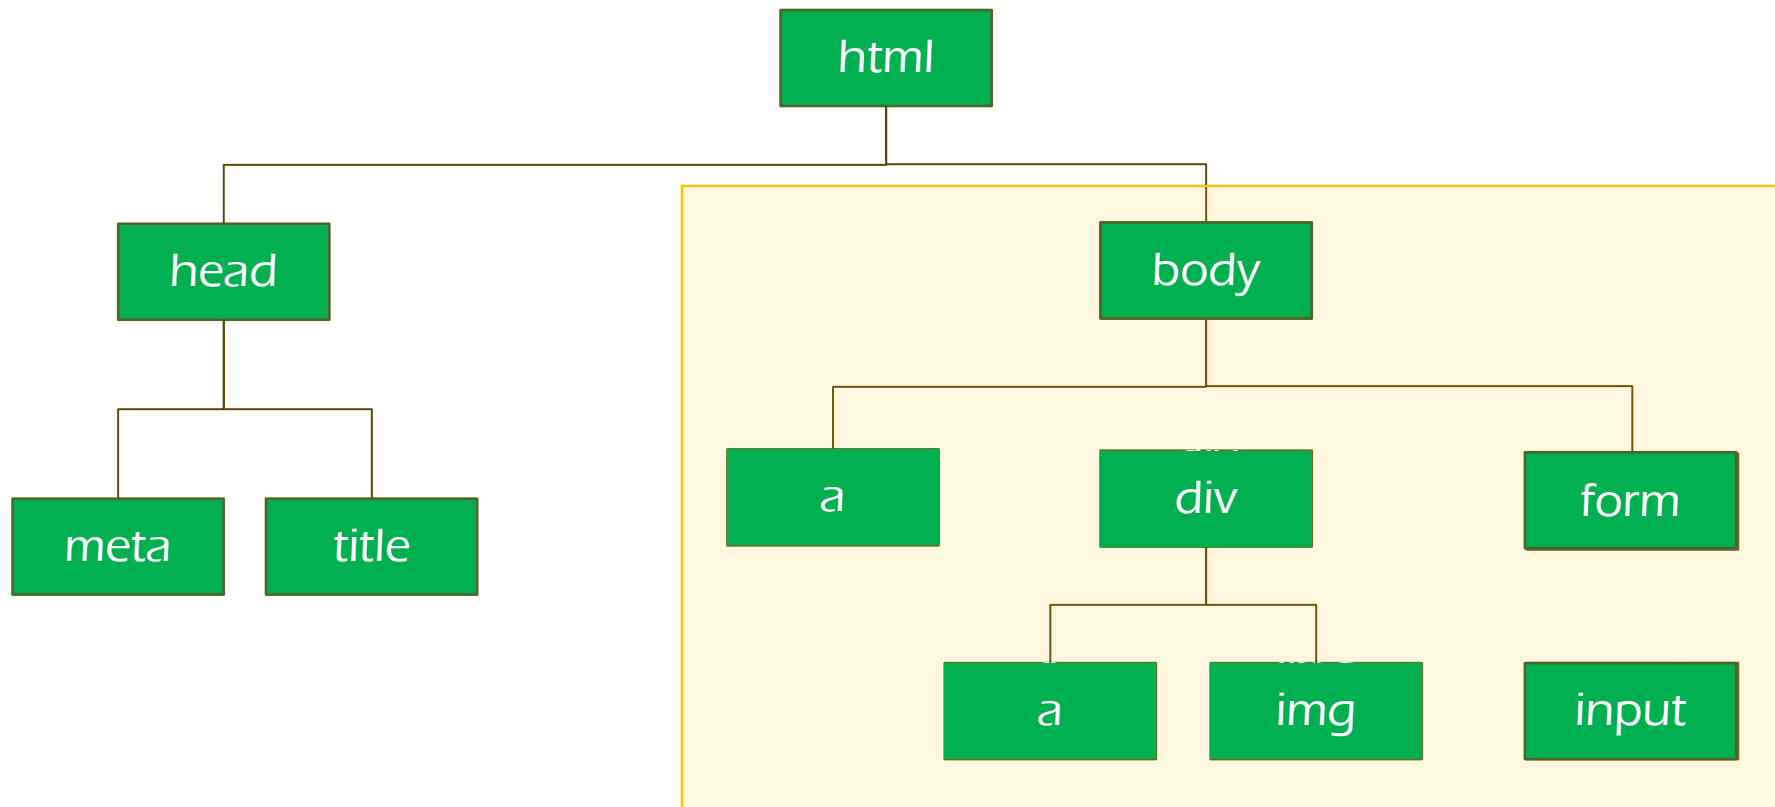 html
head
body
a
div
form
meta
title
a
img
input